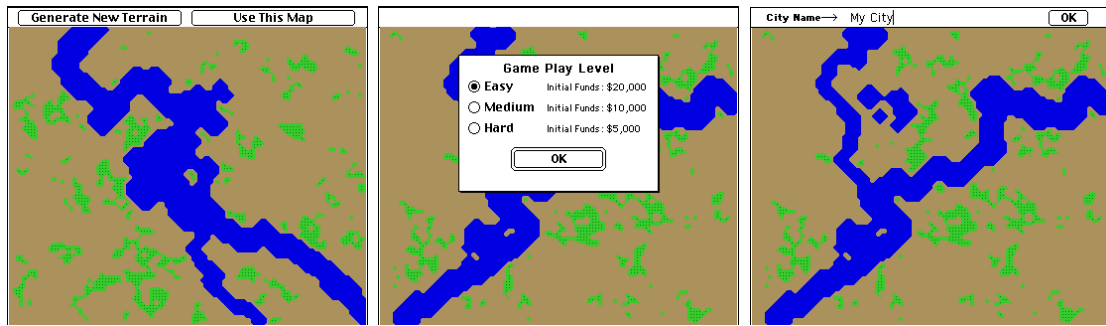 Generate New Terrain
Use This Map
Game Play Level
Easy Initial Funds: $20,000
Medium Initial Funds: $10,000
Hard Initial Funds: $5,000
OK
City Name→ My City
OK